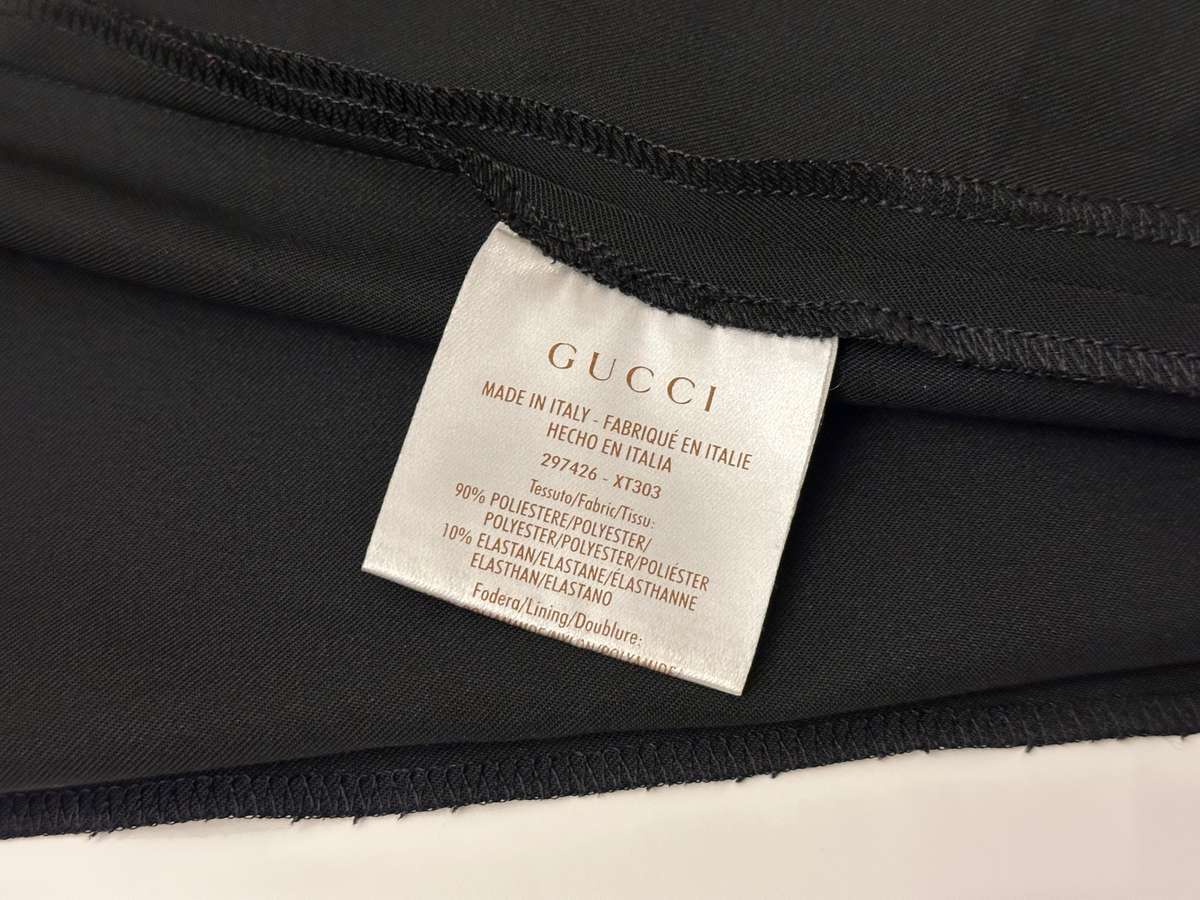 GUCCI
MADE IN ITALY - FABRIQUÉ EN ITALIE
HECHO EN ITALIA
297426 - XT303
Tessuto/Fabric/Tissu:
90% POLIESTERE/POLYESTER/
POLYESTER/POLYESTER/POLIÉSTER
10% ELASTAN/ELASTANE/ÉLASTHANNE
ELASTHAN/ELASTANO
Fodera/Lining/Doublure: